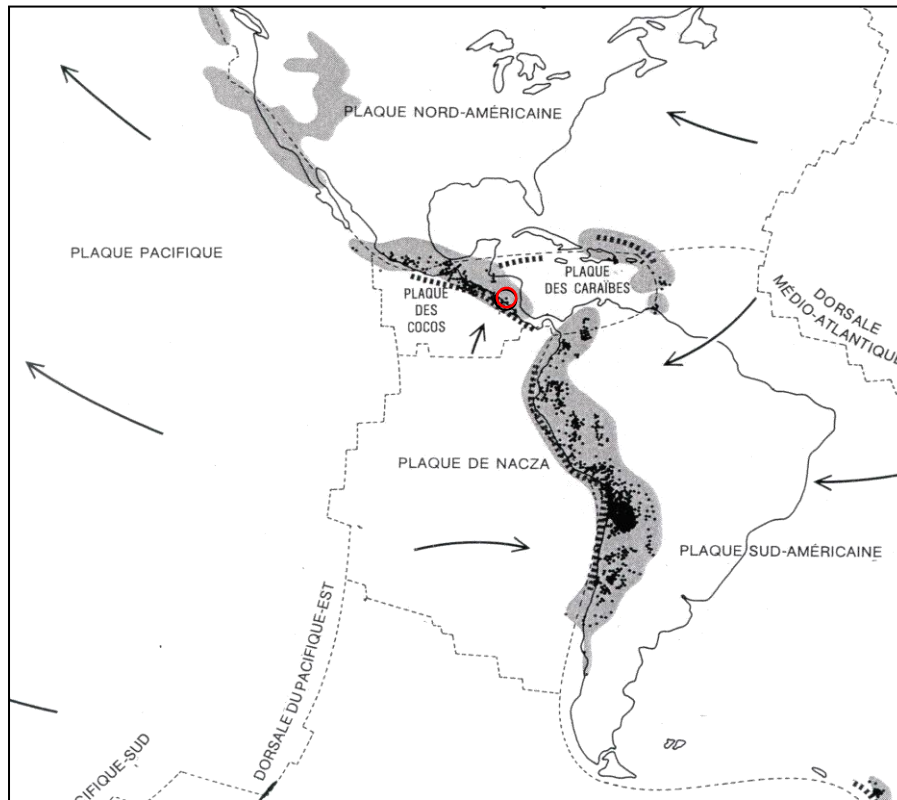 PLAQUE NORD-AMÉRICAINE
PLAQUE PACIFIQUE
PLAQUE
DES CARAÏBES
PLAQUE
DES
COCOS
DORSALE
MÉDIO-ATLANTIQUE
PLAQUE DE NACZA
PLAQUE SUD-AMÉRICAINE
DORSALE DU PACIFIQUE-EST
CIFIQUE-SUD